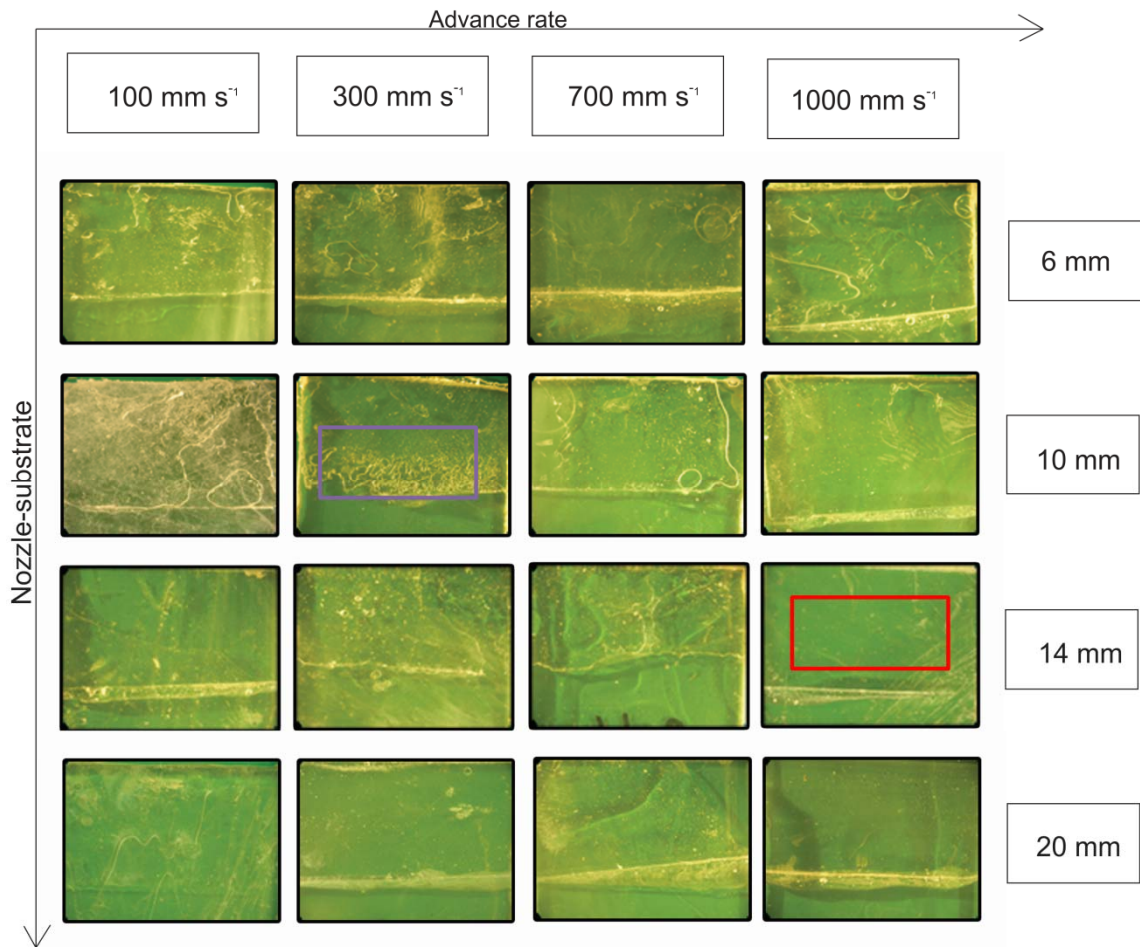 Advance rate
100 mm s⁻¹
300 mm s⁻¹
700 mm s⁻¹
1000 mm s⁻¹
Nozzle-substrate
6 mm
10 mm
14 mm
20 mm